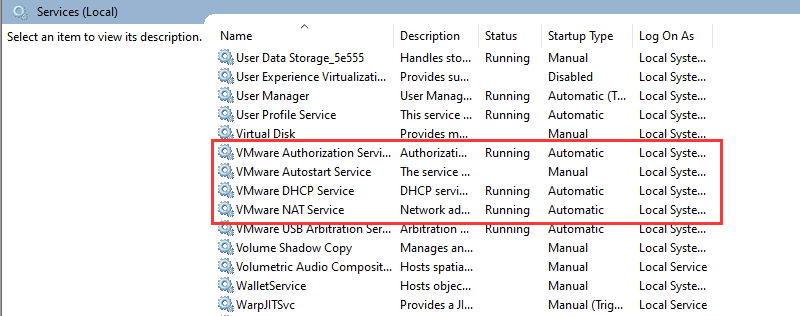 Services (Local)
Select an item to view its description.
Name Description Status Startup Type Log On As
User Data Storage_5e555 Handles sto... Running Manual Local Syste...
User Experience Virtualizati... Provides su... Disabled Local Syste...
User Manager User Manag... Running Automatic (T... Local Syste...
User Profile Service This service ... Running Automatic Local Syste...
Virtual Disk Provides m... Manual Local Syste...
VMware Authorization Servi... Authorizati... Running Automatic Local Syste...
VMware Autostart Service The service ... Manual Local Syste...
VMware DHCP Service DHCP servi... Running Automatic Local Syste...
VMware NAT Service Network ad... Running Automatic Local Syste...
VMware USB Arbitration Ser... Arbitration ... Running Automatic Local Syste...
Volume Shadow Copy Manages an... Manual Local Syste...
Volumetric Audio Composit... Hosts spatia... Manual Local Service
WalletService Hosts objec... Manual Local Syste...
WarpJITSvc Provides a JI... Manual (Trig... Local Service